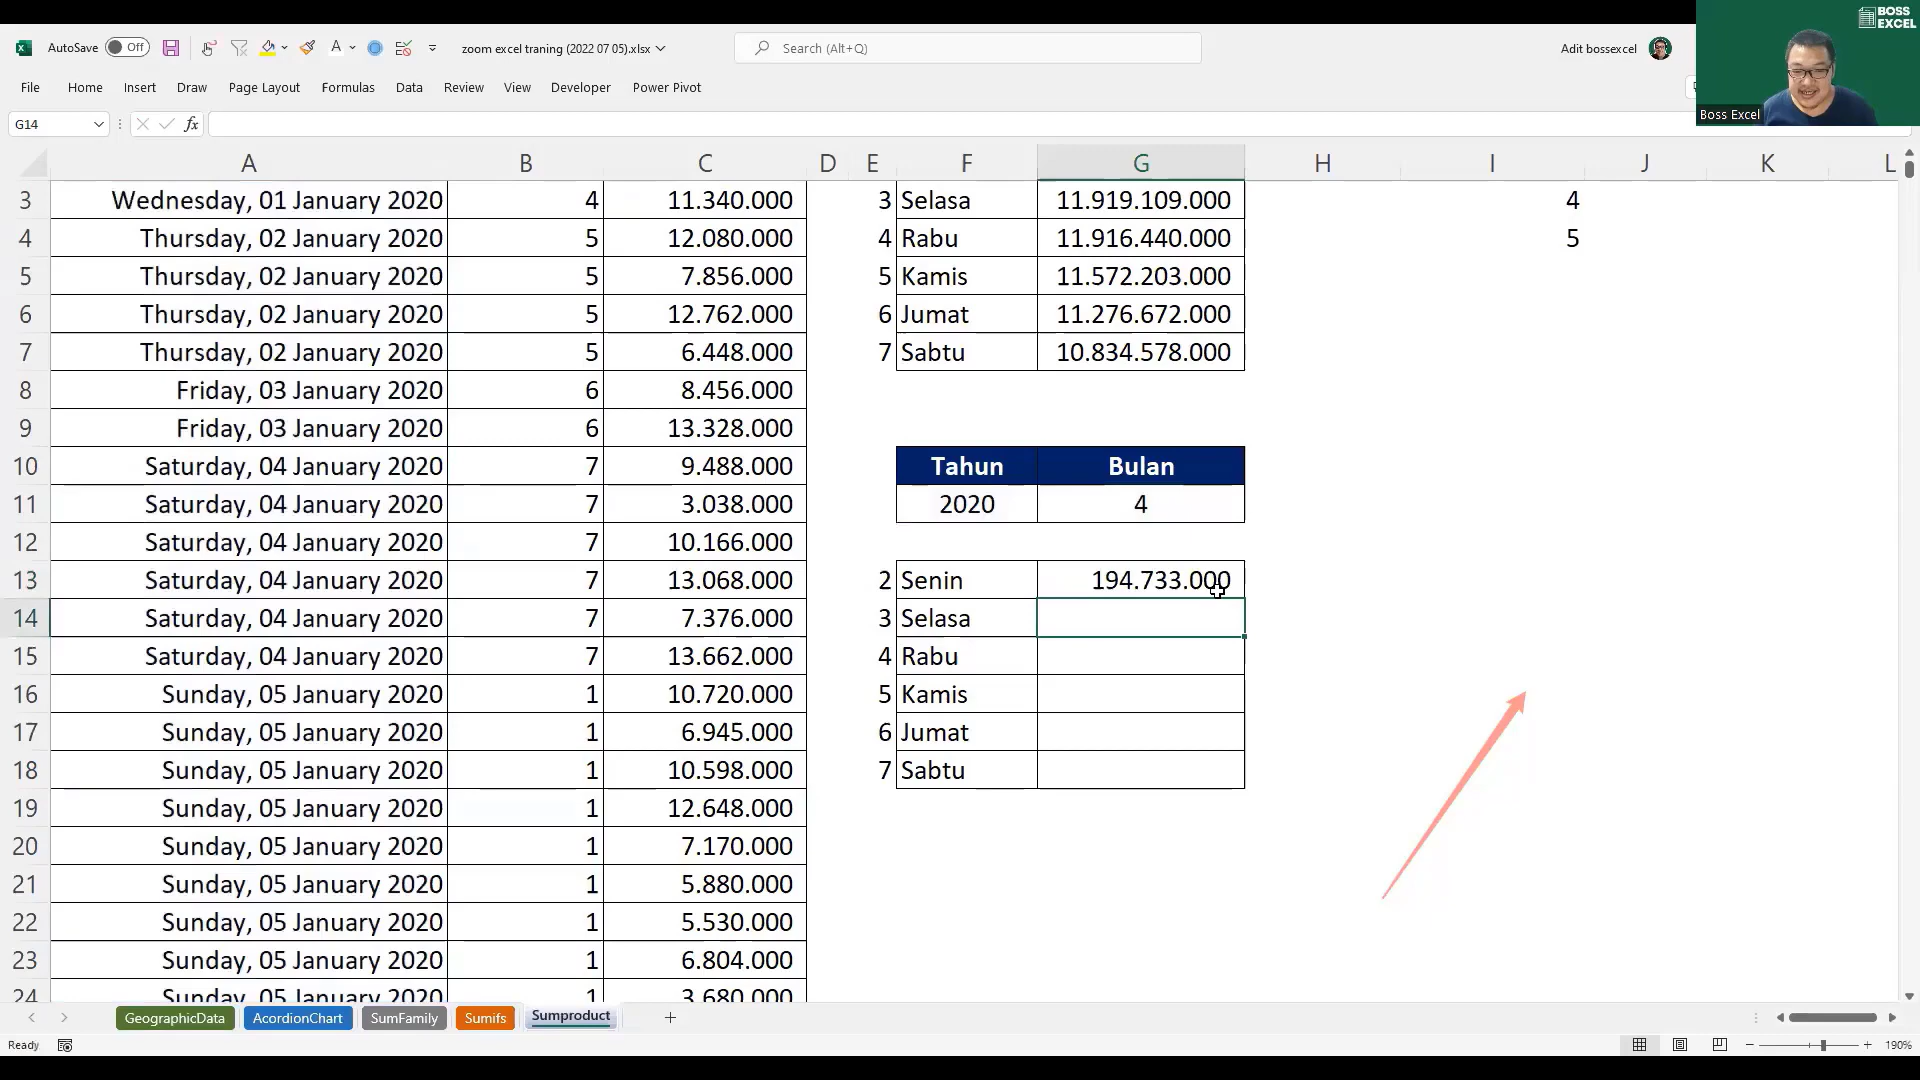 BOSS EXCEL
AutoSave Off zoom excel traning (2022 07 05).xlsx Search (Alt+Q) Adit bossexcel
File Home Insert Draw Page Layout Formulas Data Review View Developer Power Pivot
Boss Excel
G14 fx
A B C D E F G H I J K L
3 Wednesday, 01 January 2020 4 11.340.000 3 Selasa 11.919.109.000 4
4 Thursday, 02 January 2020 5 12.080.000 4 Rabu 11.916.440.000 5
5 Thursday, 02 January 2020 5 7.856.000 5 Kamis 11.572.203.000
6 Thursday, 02 January 2020 5 12.762.000 6 Jumat 11.276.672.000
7 Thursday, 02 January 2020 5 6.448.000 7 Sabtu 10.834.578.000
8 Friday, 03 January 2020 6 8.456.000
9 Friday, 03 January 2020 6 13.328.000
10 Saturday, 04 January 2020 7 9.488.000 Tahun Bulan
11 Saturday, 04 January 2020 7 3.038.000 2020 4
12 Saturday, 04 January 2020 7 10.166.000
13 Saturday, 04 January 2020 7 13.068.000 2 Senin 194.733.000
14 Saturday, 04 January 2020 7 7.376.000 3 Selasa
15 Saturday, 04 January 2020 7 13.662.000 4 Rabu
16 Sunday, 05 January 2020 1 10.720.000 5 Kamis
17 Sunday, 05 January 2020 1 6.945.000 6 Jumat
18 Sunday, 05 January 2020 1 10.598.000 7 Sabtu
19 Sunday, 05 January 2020 1 12.648.000
20 Sunday, 05 January 2020 1 7.170.000
21 Sunday, 05 January 2020 1 5.880.000
22 Sunday, 05 January 2020 1 5.530.000
23 Sunday, 05 January 2020 1 6.804.000
24 Sunday, 05 January 2020 1 3.680.000
GeographicData AcordionChart SumFamily Sumifs Sumproduct
Ready 190%